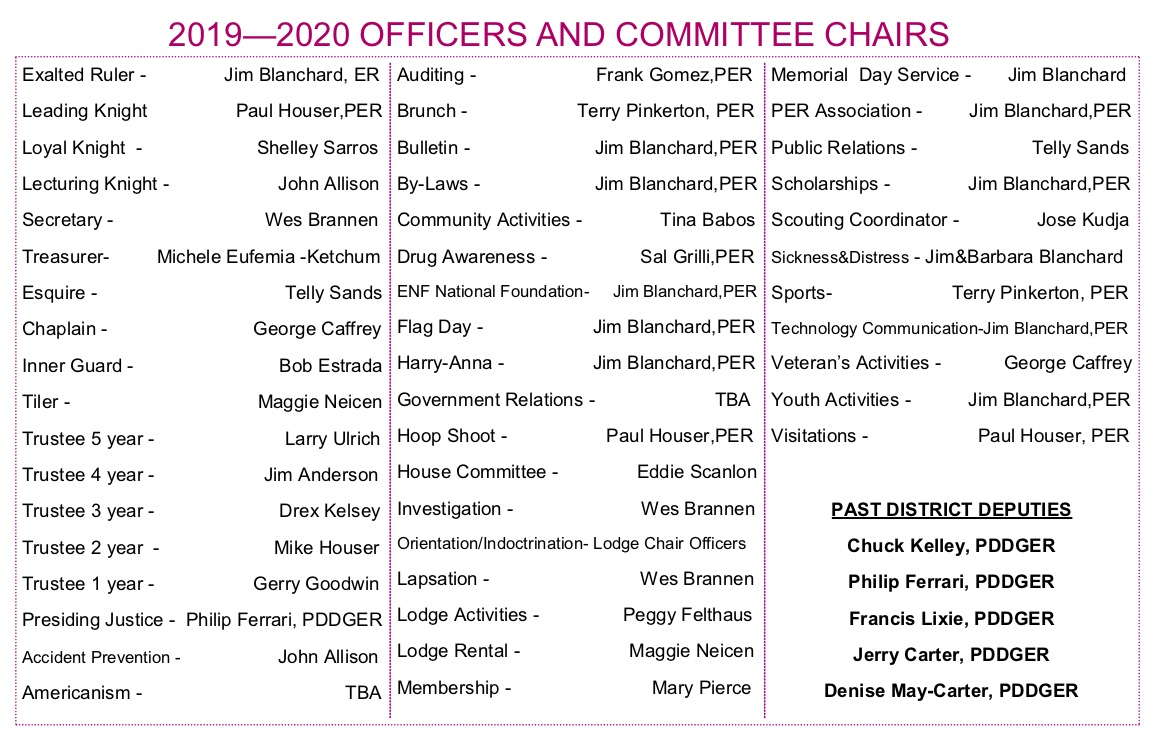 2019—2020 OFFICERS AND COMMITTEE CHAIRS
Exalted Ruler - Jim Blanchard, ER
Leading Knight Paul Houser,PER
Loyal Knight - Shelley Sarros
Lecturing Knight - John Allison
Secretary - Wes Brannen
Treasurer- Michele Eufemia -Ketchum
Esquire - Telly Sands
Chaplain - George Caffrey
Inner Guard - Bob Estrada
Tiler - Maggie Neicen
Trustee 5 year - Larry Ulrich
Trustee 4 year - Jim Anderson
Trustee 3 year - Drex Kelsey
Trustee 2 year - Mike Houser
Trustee 1 year - Gerry Goodwin
Presiding Justice - Philip Ferrari, PDDGER
Accident Prevention - John Allison
Americanism - TBA
Auditing - Frank Gomez,PER
Brunch - Terry Pinkerton, PER
Bulletin - Jim Blanchard,PER
By-Laws - Jim Blanchard,PER
Community Activities - Tina Babos
Drug Awareness - Sal Grilli,PER
ENF National Foundation- Jim Blanchard,PER
Flag Day - Jim Blanchard,PER
Harry-Anna - Jim Blanchard,PER
Government Relations - TBA
Hoop Shoot - Paul Houser,PER
House Committee - Eddie Scanlon
Investigation - Wes Brannen
Orientation/Indoctrination- Lodge Chair Officers
Lapsation - Wes Brannen
Lodge Activities - Peggy Felthaus
Lodge Rental - Maggie Neicen
Membership - Mary Pierce
Memorial Day Service - Jim Blanchard
PER Association - Jim Blanchard,PER
Public Relations - Telly Sands
Scholarships - Jim Blanchard,PER
Scouting Coordinator - Jose Kudja
Sickness&Distress - Jim&Barbara Blanchard
Sports- Terry Pinkerton, PER
Technology Communication-Jim Blanchard,PER
Veteran’s Activities - George Caffrey
Youth Activities - Jim Blanchard,PER
Visitations - Paul Houser, PER
PAST DISTRICT DEPUTIES
Chuck Kelley, PDDGER
Philip Ferrari, PDDGER
Francis Lixie, PDDGER
Jerry Carter, PDDGER
Denise May-Carter, PDDGER